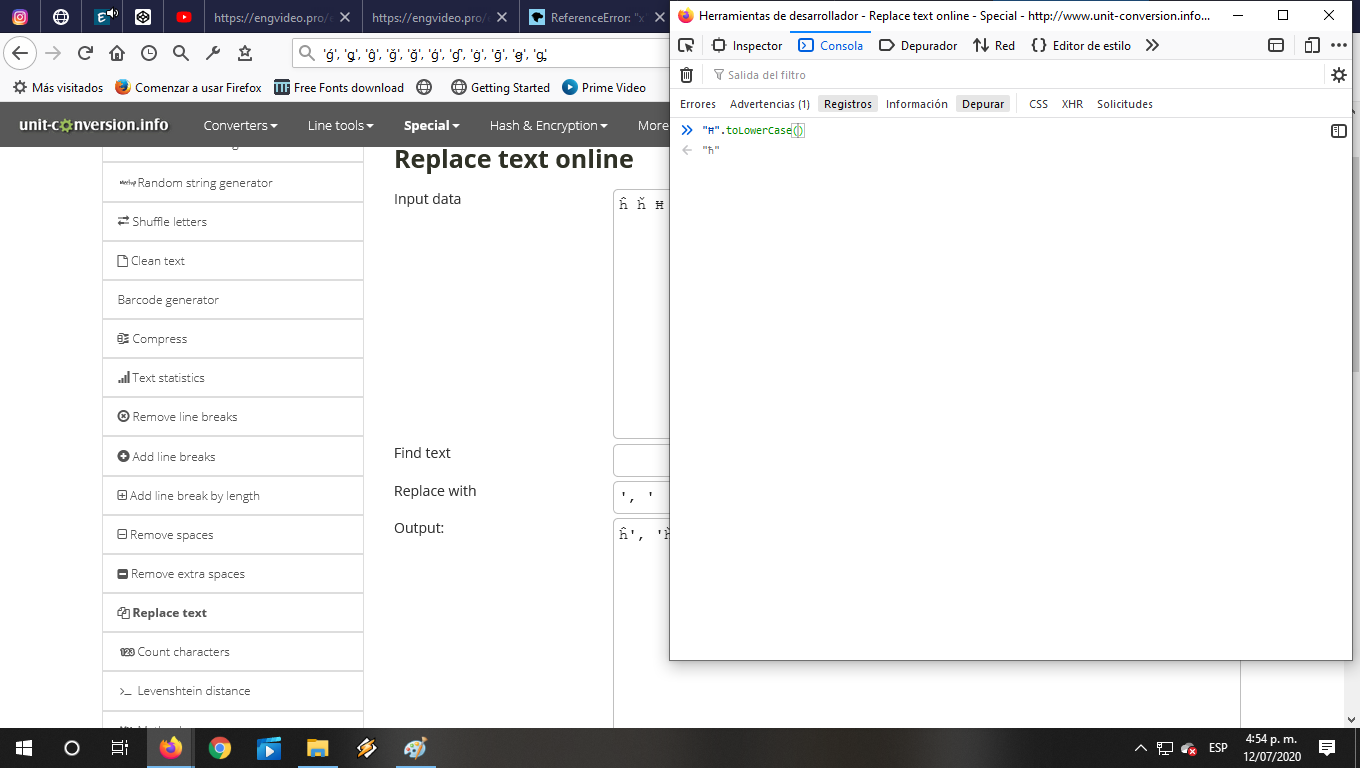 https://engvideo.pro/
https://engvideo.pro/
ReferenceError: "x
Herramientas de desarrollador - Replace text online - Special - http://www.unit-conversion.info...
Inspector Consola Depurador Red Editor de estilo
Más visitados Comenzar a usar Firefox Free Fonts download Getting Started Prime Video
Salida del filtro
Errores Advertencias (1) Registros Información Depurar CSS XHR Solicitudes
unit-conversion.info Converters Line tools Special Hash & Encryption More
"Ħ".toLowerCase()
"ħ"
Replace text online
Random string generator
Shuffle letters
Clean text
Barcode generator
Compress
Text statistics
Remove line breaks
Add line breaks
Add line break by length
Remove spaces
Remove extra spaces
Replace text
Count characters
Levenshtein distance
Input data
ĥ ȟ Ħ
Find text
Replace with
', '
Output:
ĥ', '
ESP
4:54 p. m.
12/07/2020